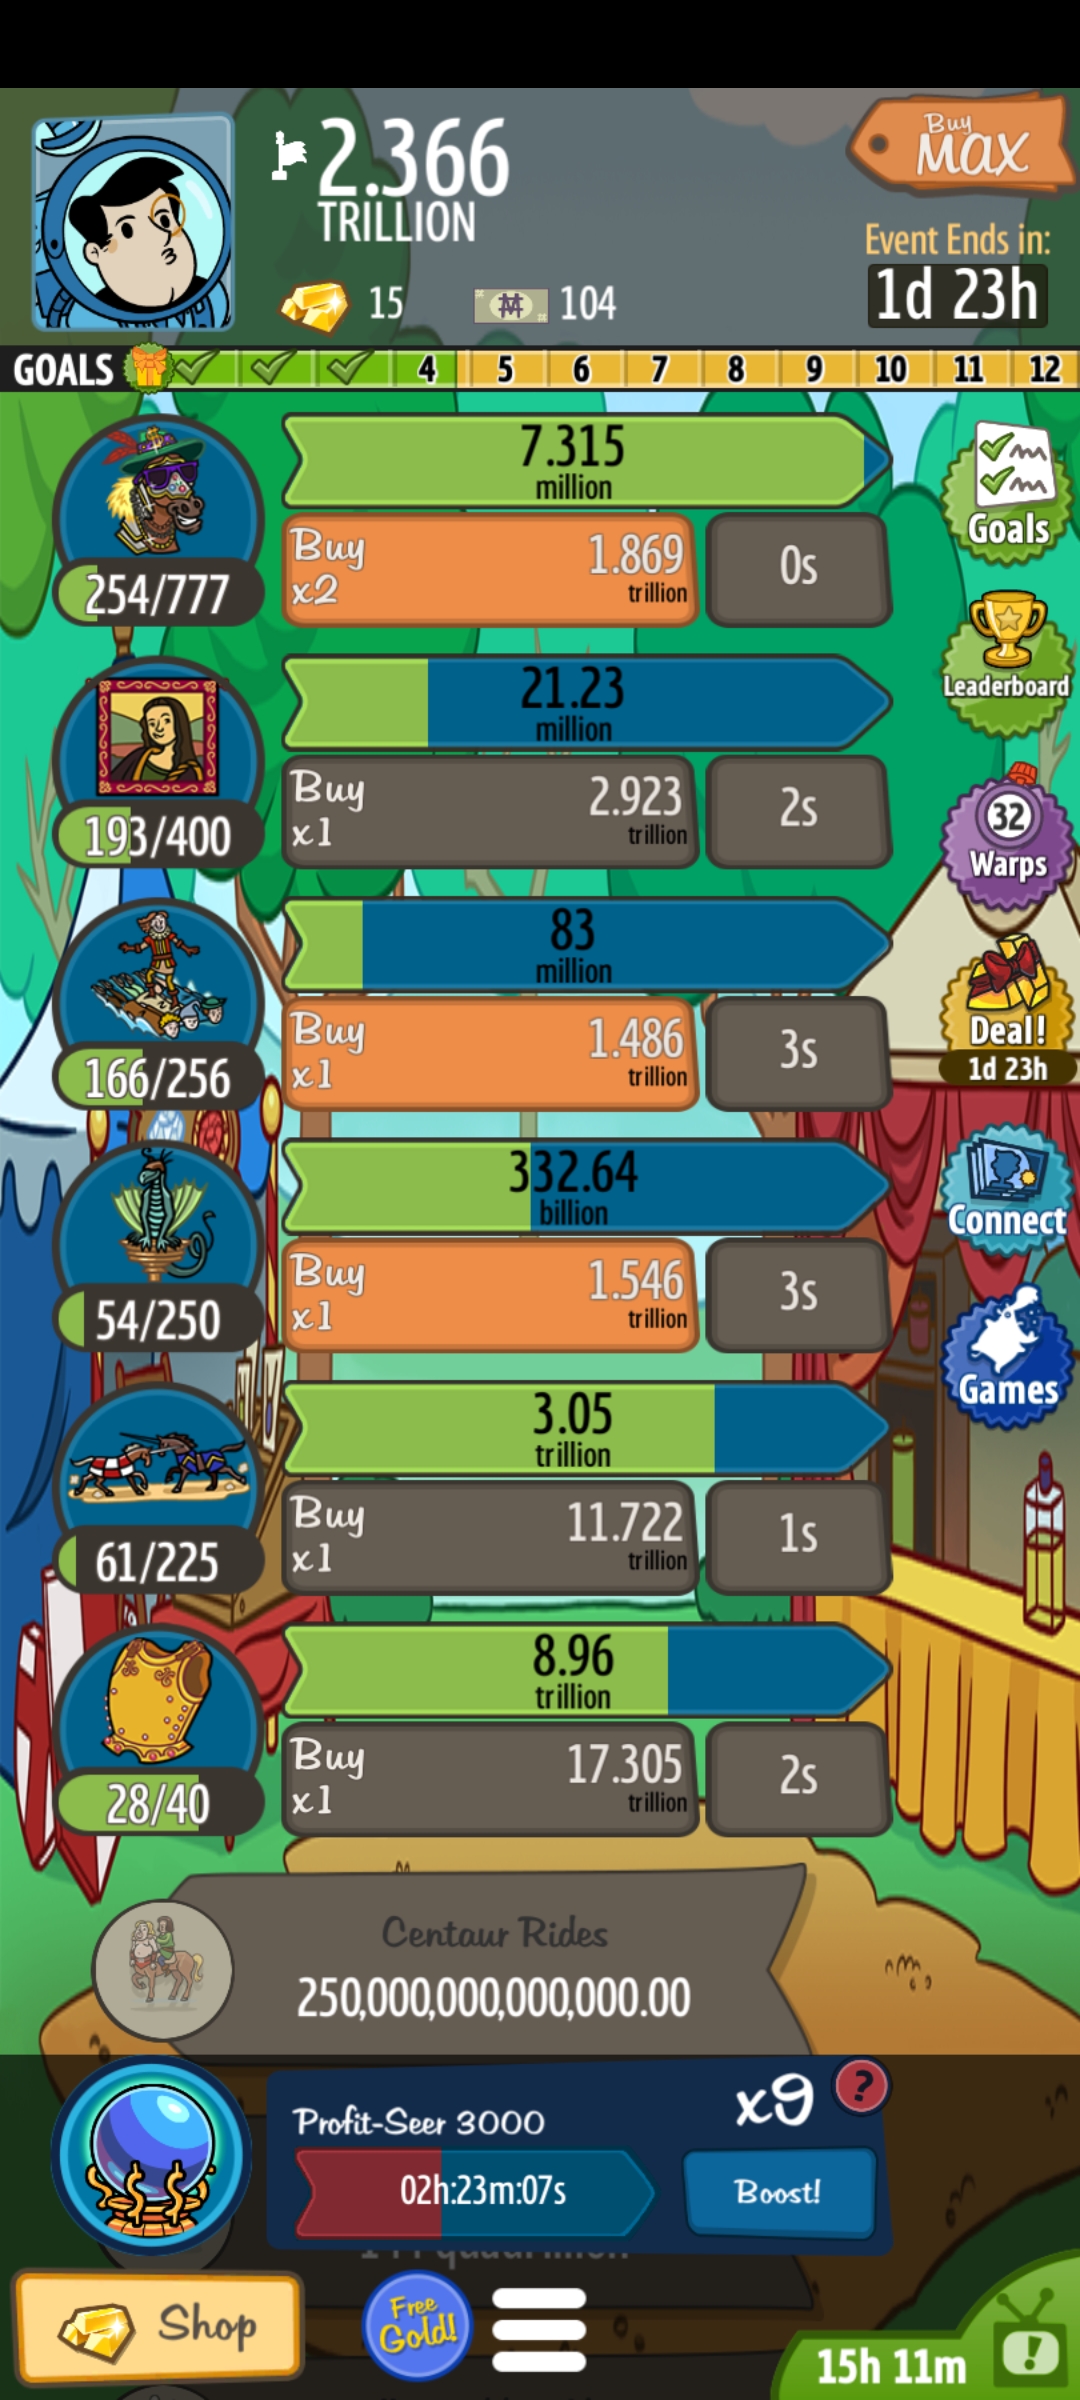 2.366
TRILLION
Buy
MAX
15
104
Event Ends in:
1d 23h
GOALS 4 5 6 7 8 9 10 11 12
7.315
million
Buy
x2
1.869
trillion
0s
254/777
Goals
Leaderboard
21.23
million
Buy
x1
2.923
trillion
2s
193/400
32
Warps
83
million
Buy
x1
1.486
trillion
3s
166/256
Deal!
1d 23h
332.64
billion
Buy
x1
1.546
trillion
3s
54/250
Connect
Games
3.05
trillion
Buy
x1
11.722
trillion
1s
61/225
8.96
trillion
Buy
x1
17.305
trillion
2s
28/40
Centaur Rides
250,000,000,000,000.00
Profit-Seer 3000
x9
?
02h:23m:07s
Boost!
Shop
Free
Gold!
15h 11m
!